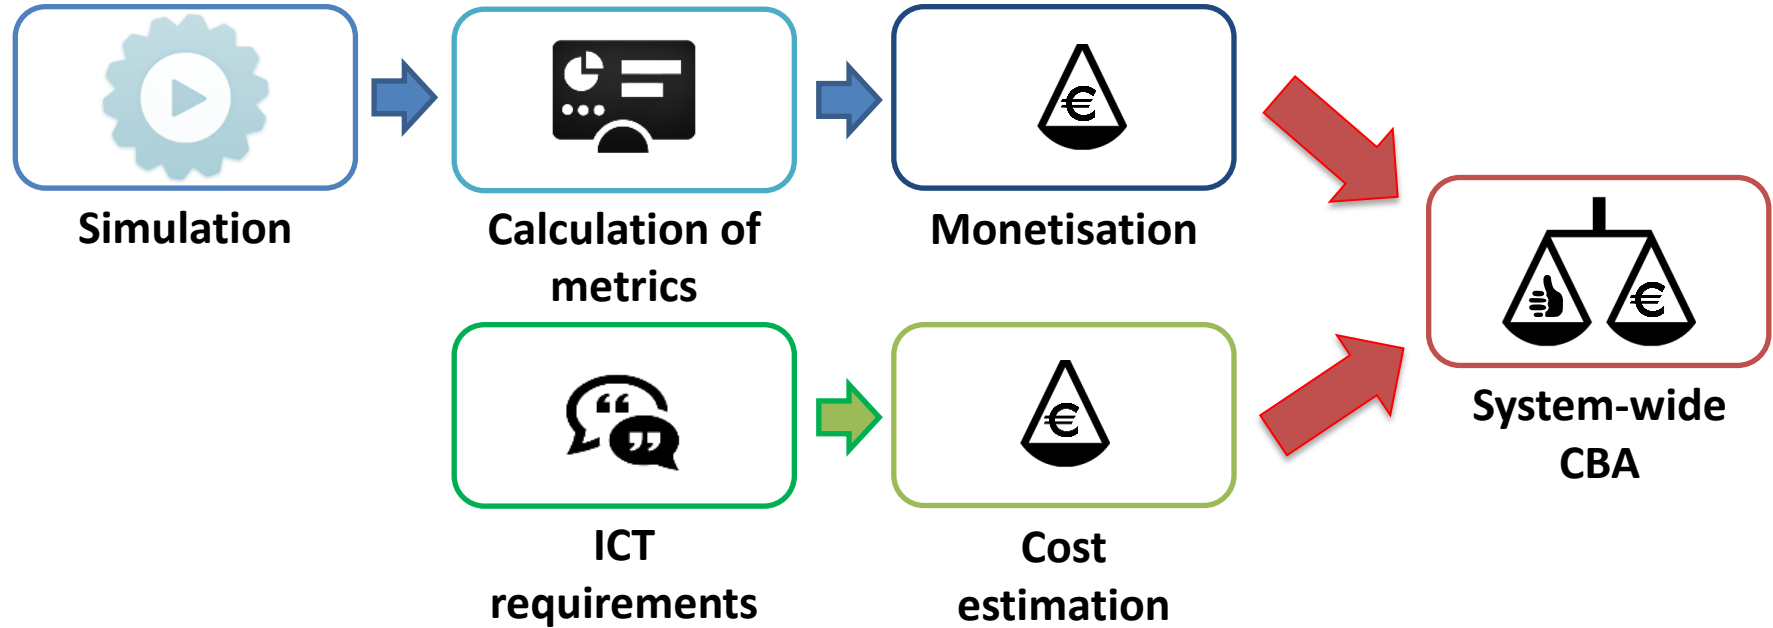 €
Simulation
Calculation of
metrics
Monetisation
€
€
System-wide
CBA
ICT
requirements
Cost
estimation